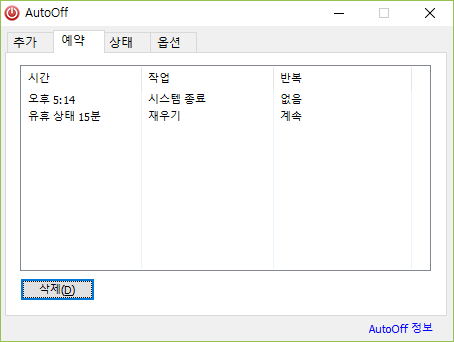 AutoOff
추가 예약 상태 옵션
시간 작업 반복
오후 5:14 시스템 종료 없음
유휴 상태 15분 재우기 계속
삭제(D)
AutoOff 정보